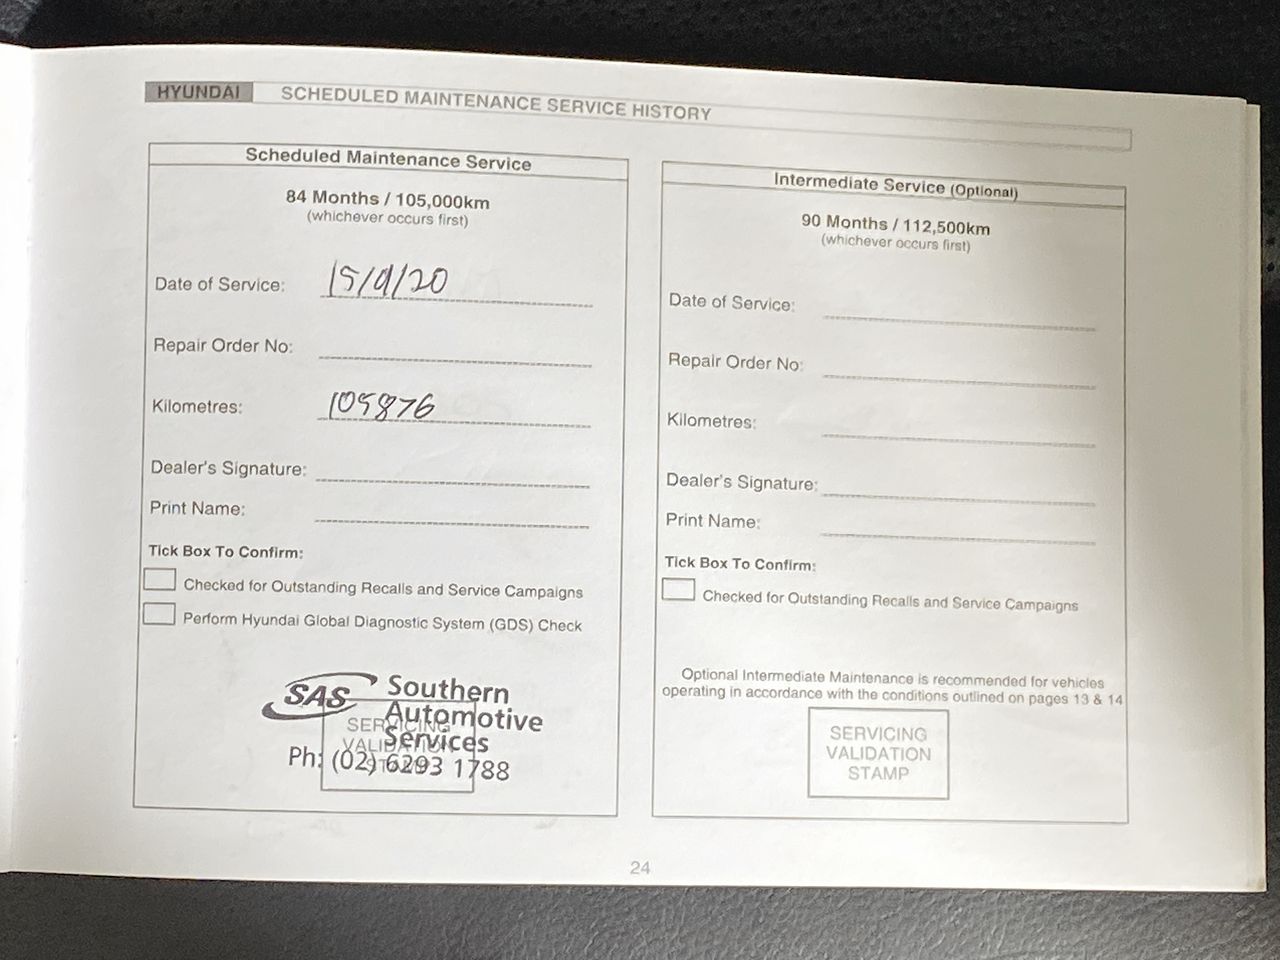 HYUNDAI SCHEDULED MAINTENANCE SERVICE HISTORY
Scheduled Maintenance Service
84 Months / 105,000km
(whichever occurs first)
Date of Service: 15/9/20
Repair Order No:
Kilometres: 105876
Dealer's Signature:
Print Name:
Tick Box To Confirm:
Checked for Outstanding Recalls and Service Campaigns
Perform Hyundai Global Diagnostic System (GDS) Check
SAS Southern
Automotive
Services
Ph: (02) 6293 1788
SERVICING
VALIDATION
STAMP
Intermediate Service (Optional)
90 Months / 112,500km
(whichever occurs first)
Date of Service:
Repair Order No:
Kilometres:
Dealer's Signature:
Print Name:
Tick Box To Confirm:
Checked for Outstanding Recalls and Service Campaigns
Optional Intermediate Maintenance is recommended for vehicles
operating in accordance with the conditions outlined on pages 13 & 14
SERVICING
VALIDATION
STAMP
24